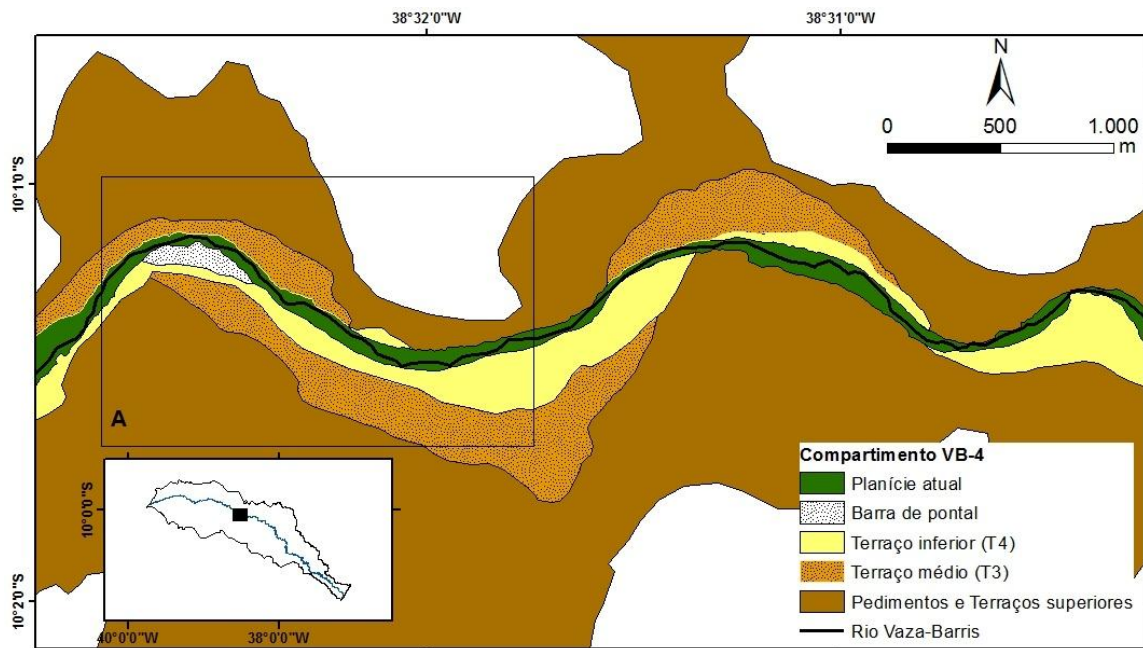 38°32'0"W
38°31'0"W
N
0 500 1.000
m
10°1'0"S
A
10°0'0"S
40°0'0"W 38°0'0"W
10°2'0"S
Compartimento VB-4
Planície atual
Barra de pontal
Terraço inferior (T4)
Terraço médio (T3)
Pedimentos e Terraços superiores
Rio Vaza-Barris